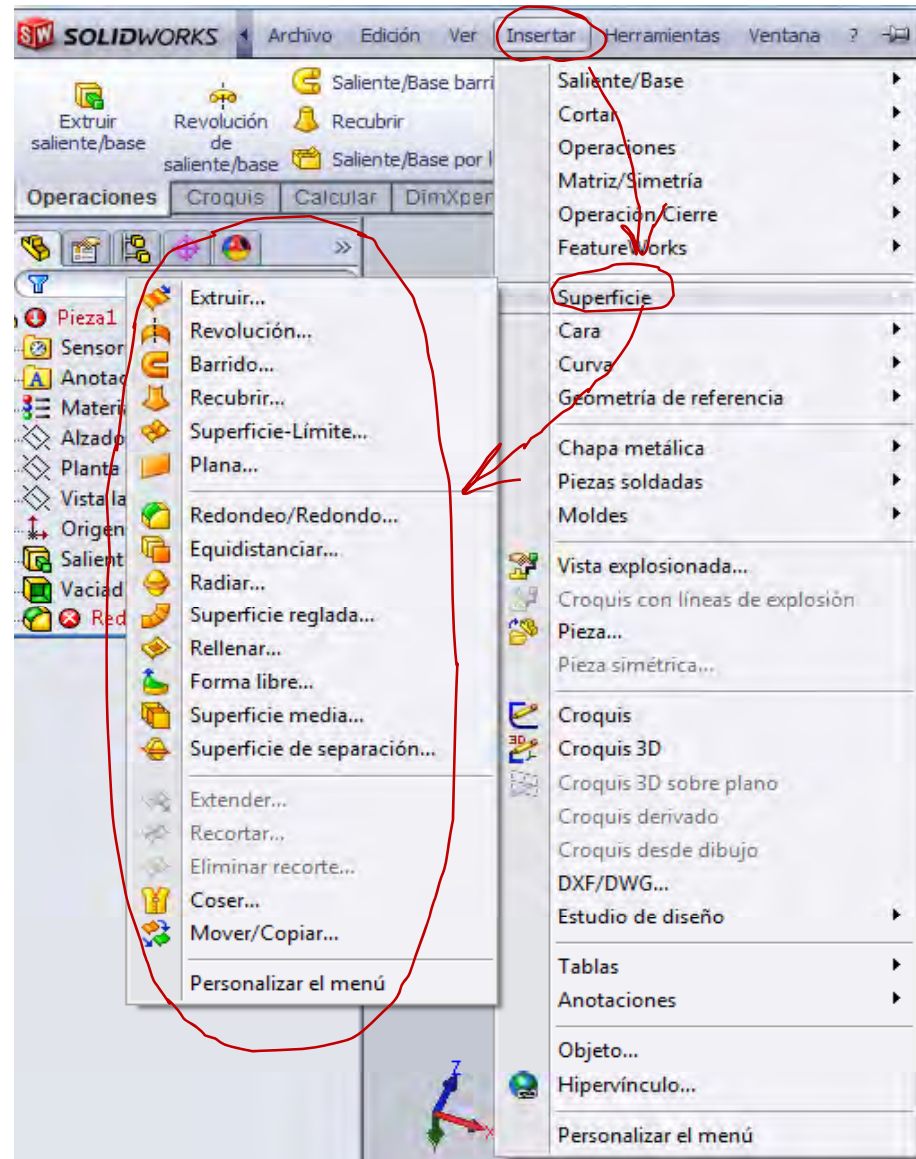 SW SOLIDWORKS Archivo Edición Ver Insertar Herramientas Ventana ?
Extruir saliente/base
Revolución de saliente/base
Saliente/Base barri
Recubrir
Saliente/Base por l
Operaciones Croquis Calcular DimXper
»
Pieza1
Sensor
Anotac
Materi
Alzado
Planta
Vista la
Origen
Salient
Vaciad
Red
Extruir...
Revolución...
Barrido...
Recubrir...
Superficie-Límite...
Plana...
Redondeo/Redondo...
Equidistanciar...
Radiar...
Superficie reglada...
Rellenar...
Forma libre...
Superficie media...
Superficie de separación...
Extender...
Recortar...
Eliminar recorte...
Coser...
Mover/Copiar...
Personalizar el menú
Saliente/Base
Cortar
Operaciones
Matriz/Simetría
Operación Cierre
FeatureWorks
Superficie
Cara
Curva
Geometría de referencia
Chapa metálica
Piezas soldadas
Moldes
Vista explosionada...
Croquis con líneas de explosión
Pieza...
Pieza simétrica...
Croquis
3D Croquis 3D
Croquis 3D sobre plano
Croquis derivado
Croquis desde dibujo
DXF/DWG...
Estudio de diseño
Tablas
Anotaciones
Objeto...
Hipervínculo...
Personalizar el menú
Z
X